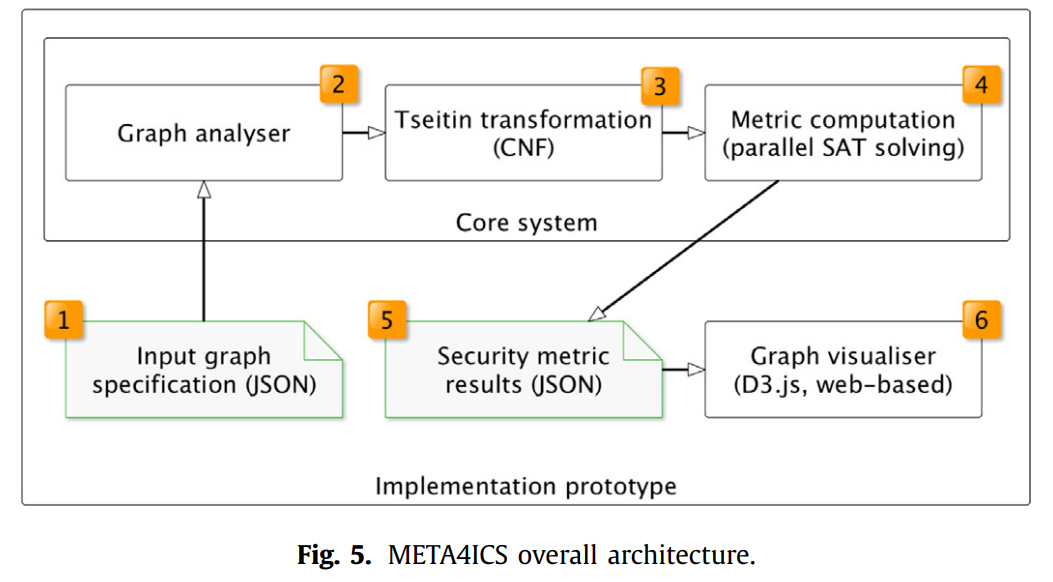 2
Graph analyser
3
Tseitin transformation
(CNF)
4
Metric computation
(parallel SAT solving)
Core system
1
Input graph
specification (JSON)
5
Security metric
results (JSON)
6
Graph visualiser
(D3.js, web-based)
Implementation prototype
Fig. 5. META4ICS overall architecture.